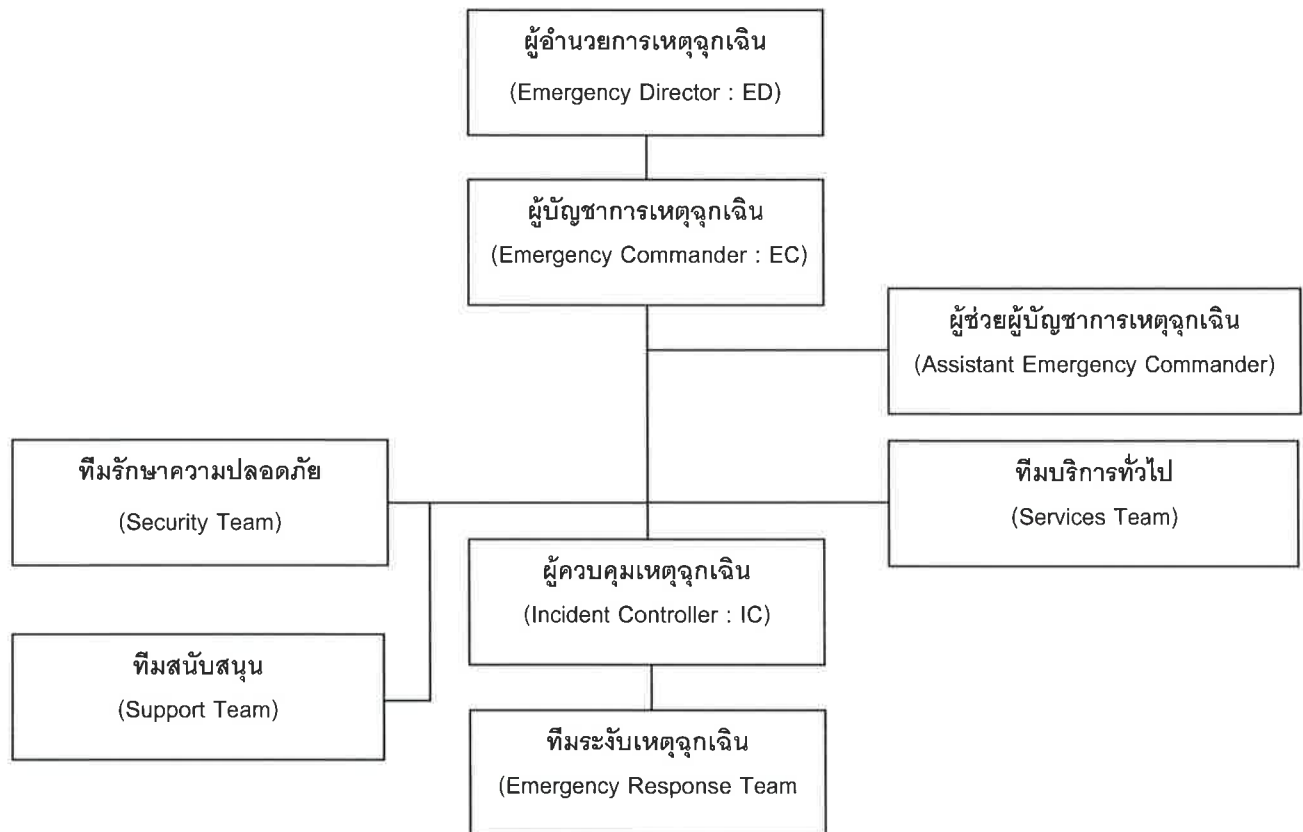 ผู้อำนวยการเหตุฉุกเฉิน
(Emergency Director : ED)
ผู้บัญชาการเหตุฉุกเฉิน
(Emergency Commander : EC)
ผู้ช่วยผู้บัญชาการเหตุฉุกเฉิน
(Assistant Emergency Commander)
ทีมรักษาความปลอดภัย
(Security Team)
ทีมบริการทั่วไป
(Services Team)
ผู้ควบคุมเหตุฉุกเฉิน
(Incident Controller : IC)
ทีมสนับสนุน
(Support Team)
ทีมระงับเหตุฉุกเฉิน
(Emergency Response Team